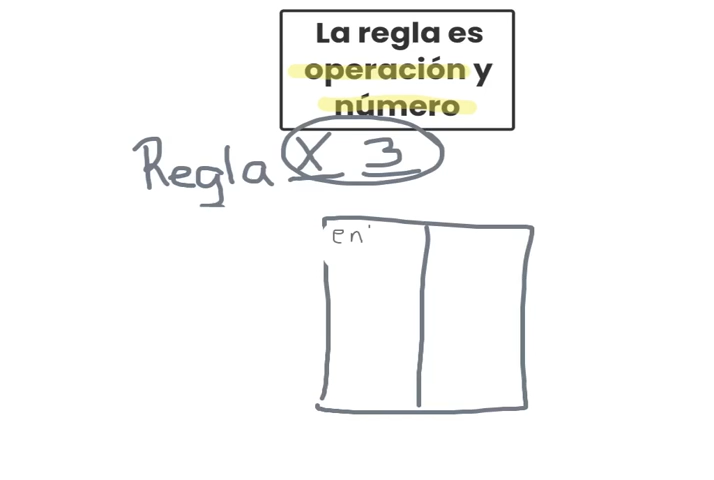 La regla es
operación y
número
Regla X 3
en